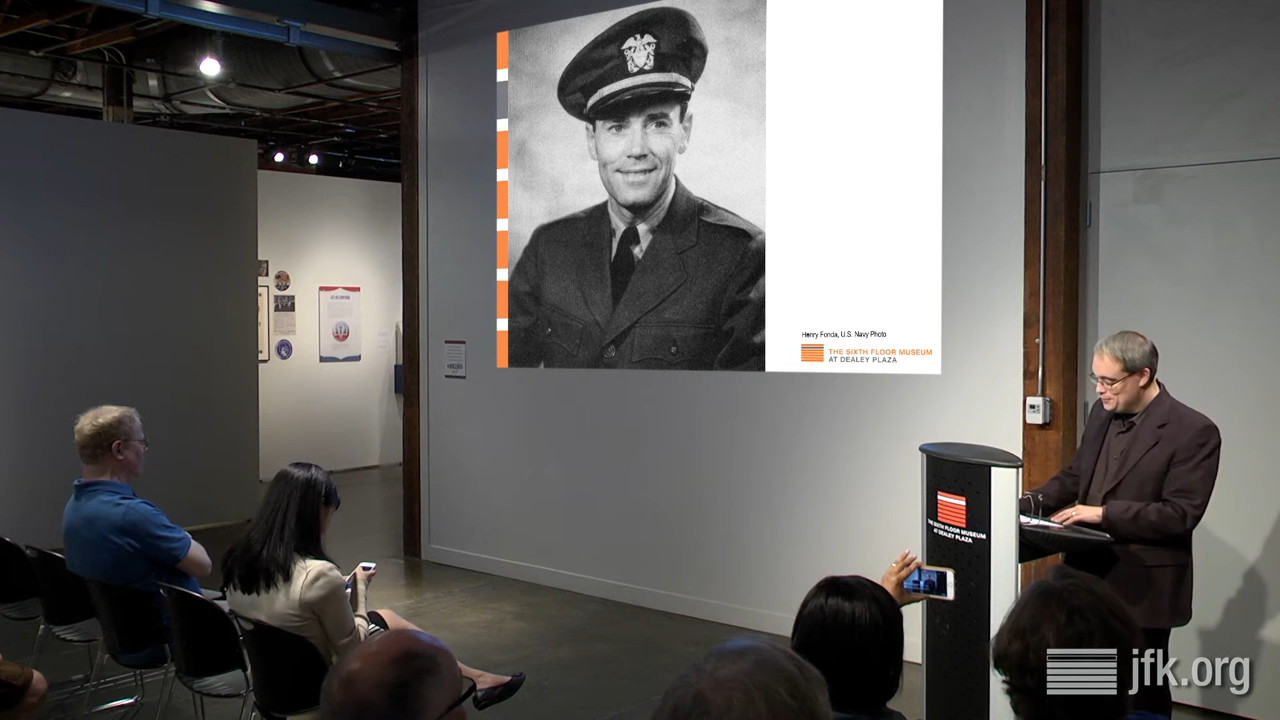 Henry Fonda, U.S. Navy Photo
THE SIXTH FLOOR MUSEUM
AT DEALEY PLAZA
THE SIXTH FLOOR MUSEUM
AT DEALEY PLAZA
jfk.org